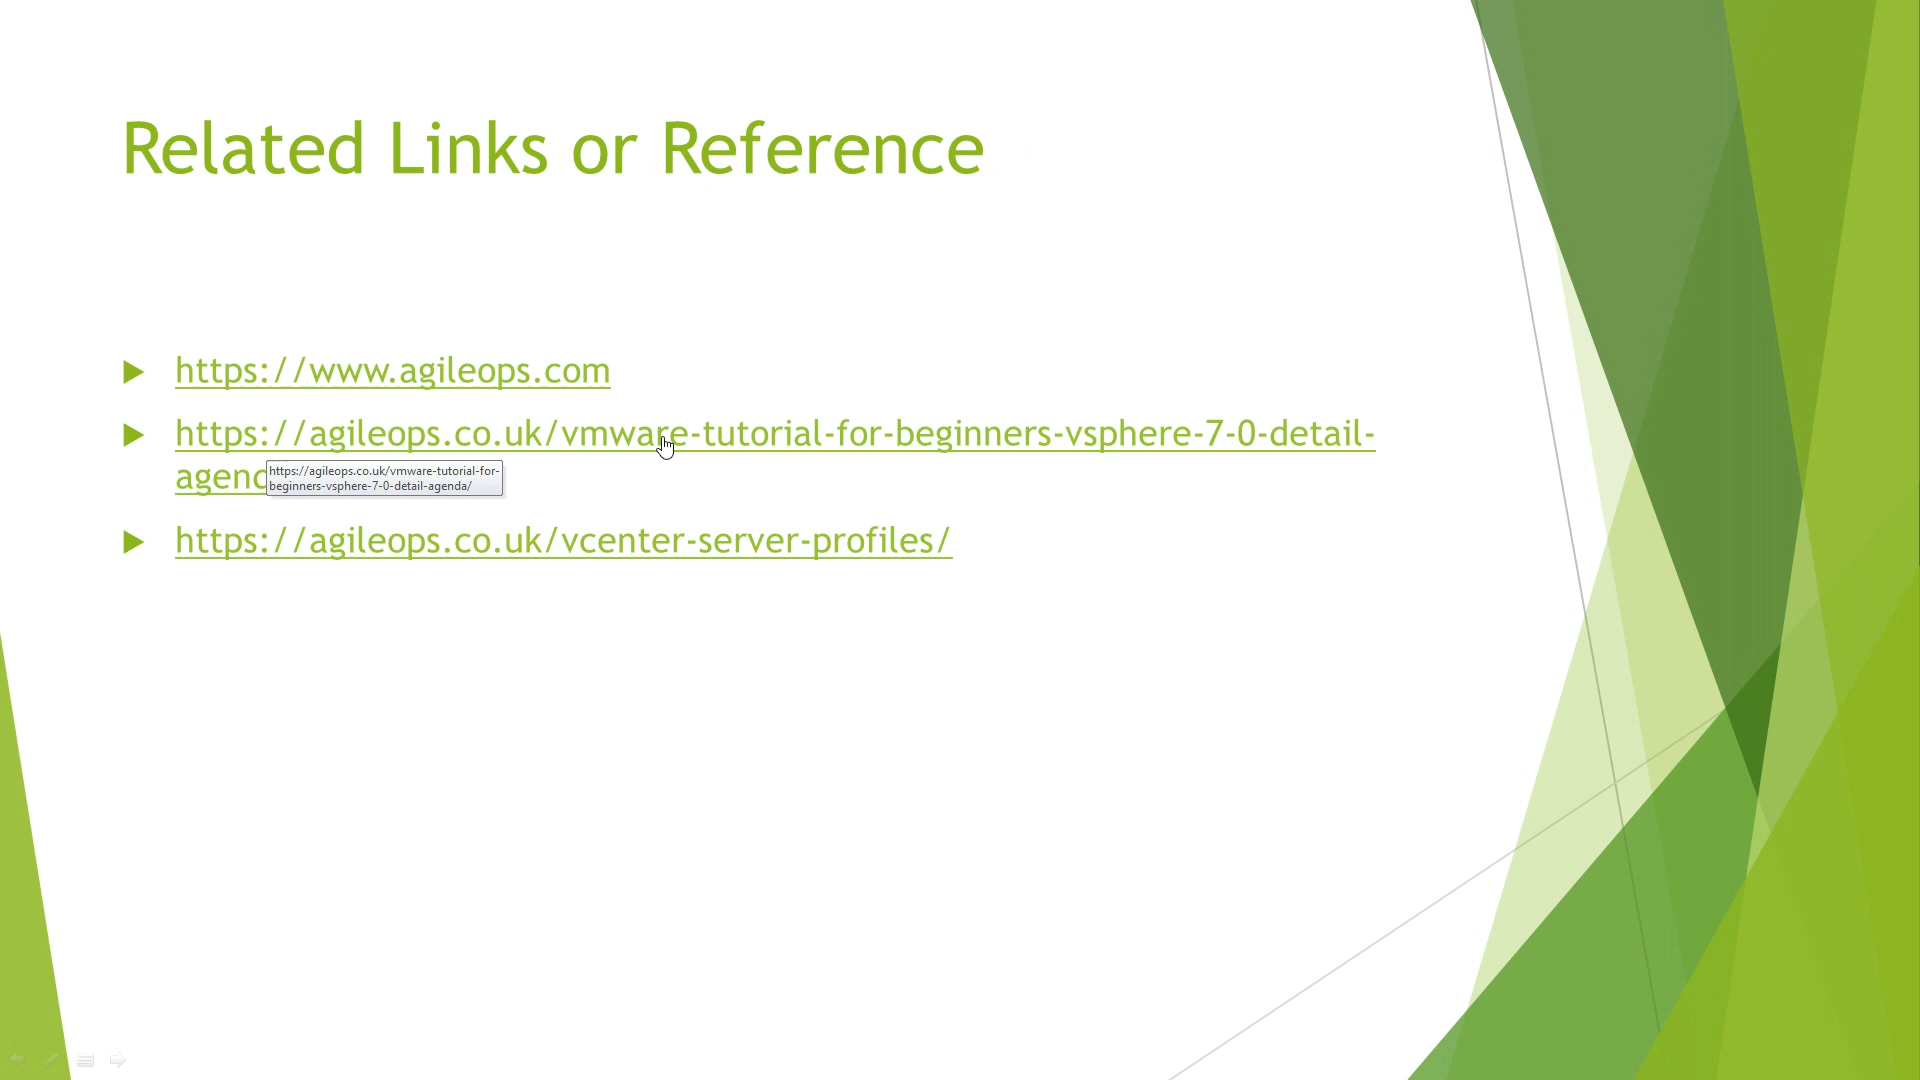 Related Links or Reference
https://www.agileops.com
https://agileops.co.uk/vmware-tutorial-for-beginners-vsphere-7-0-detail-
agenc
https://agileops.co.uk/vmware-tutorial-for-
beginners-vsphere-7-0-detail-agenda/
https://agileops.co.uk/vcenter-server-profiles/